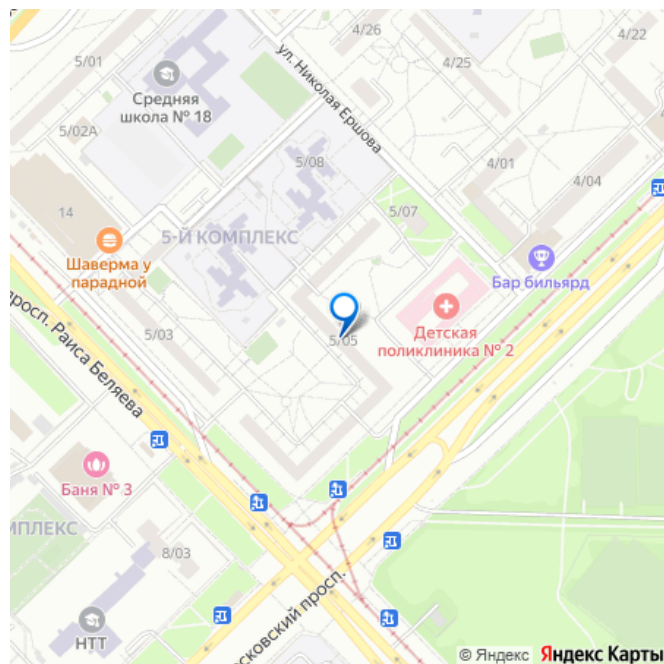 4/26
4/22
5/01
4/25
ул. Николая Ершова
Средняя
школа № 18
5/02А
5/08
4/01
4/04
14
5/07
5-Й КОМПЛЕКС
Шаверма у
парадной
Бар бильярд
просп. Раиса Беляева
5/03
5/05
Детская
поликлиника № 2
Баня № 3
МПЛЕКС
8/03
НТТ
осковский просп.
© Яндекс Яндекс Карты